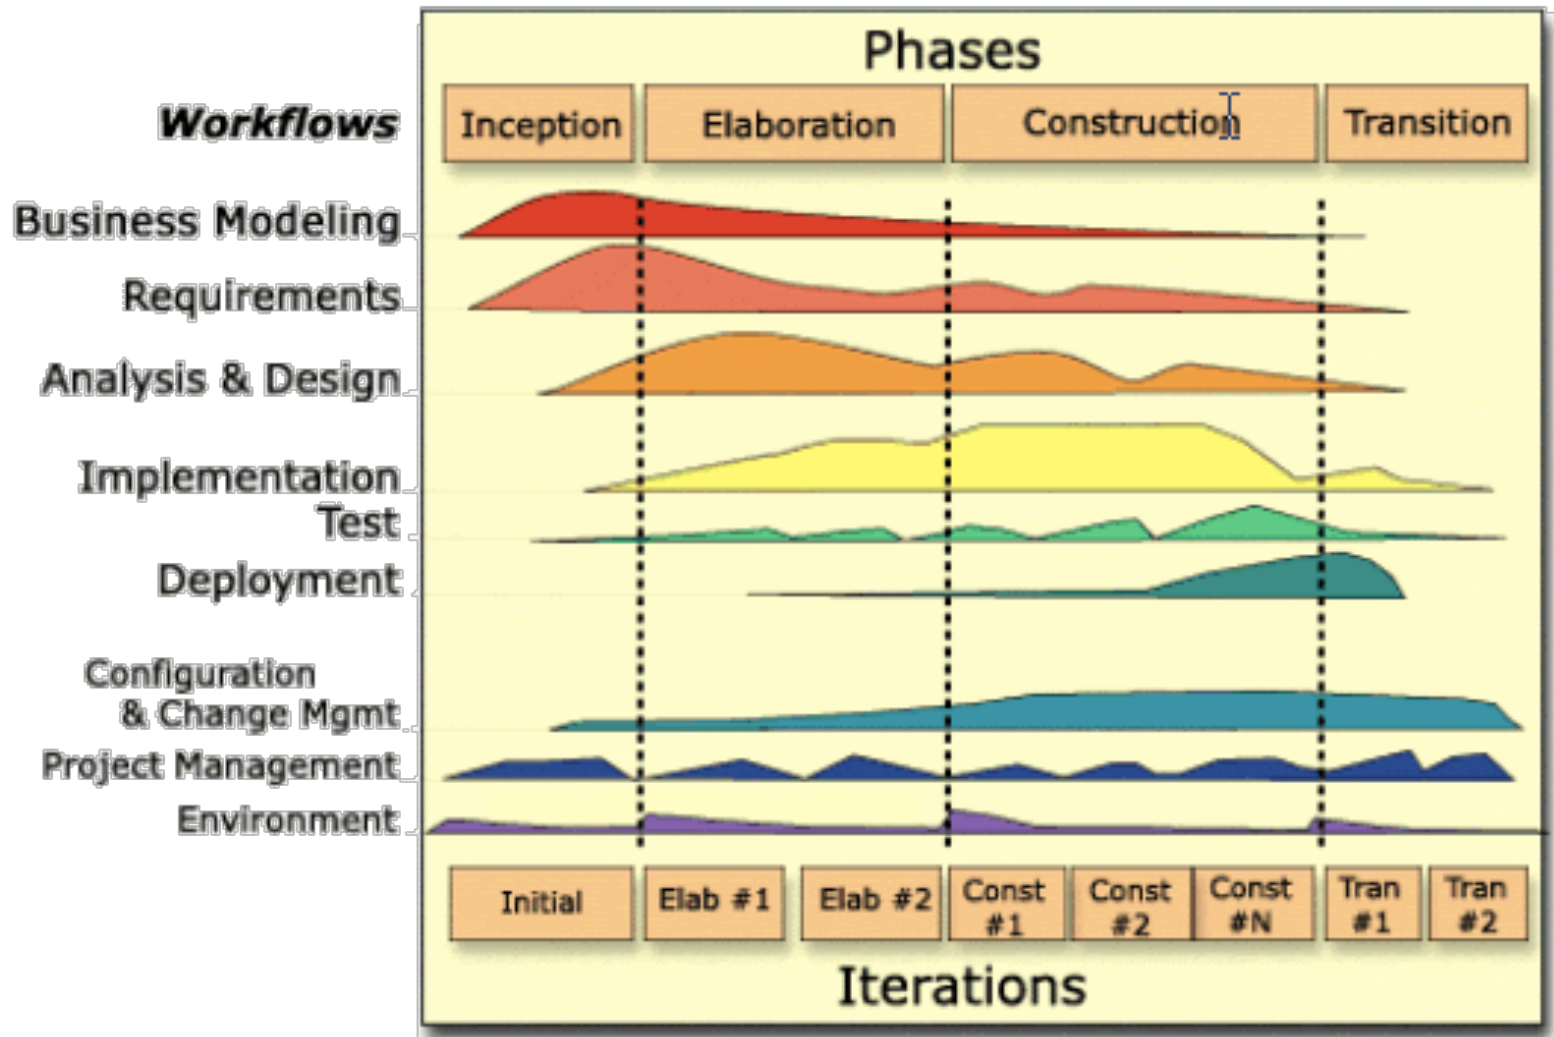 Phases
Workflows
Inception
Elaboration
Construction
Transition
Business Modeling
Requirements
Analysis & Design
Implementation
Test
Deployment
Configuration
& Change Mgmt
Project Management
Environment
Initial
Elab #1
Elab #2
Const
#1
Const
#2
Const
#N
Tran
#1
Tran
#2
Iterations